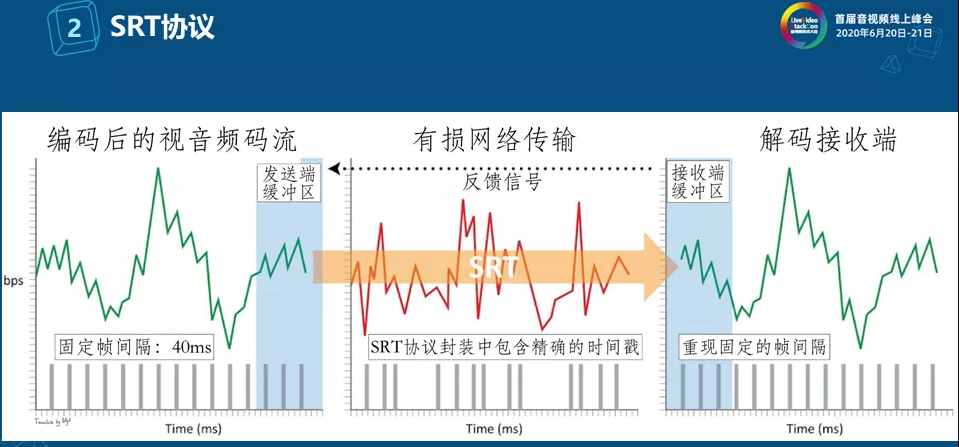 2
SRT协议
LiveVideo
StackCon
首届音视频线上峰会
2020年6月20日-21日
编码后的视音频码流
有损网络传输
解码接收端
发送端
缓冲区
反馈信号
接收端
缓冲区
bps
SRT
固定帧间隔：40ms
SRT协议封装中包含精确的时间戳
重现固定的帧间隔
Time (ms)
Time (ms)
Time (ms)